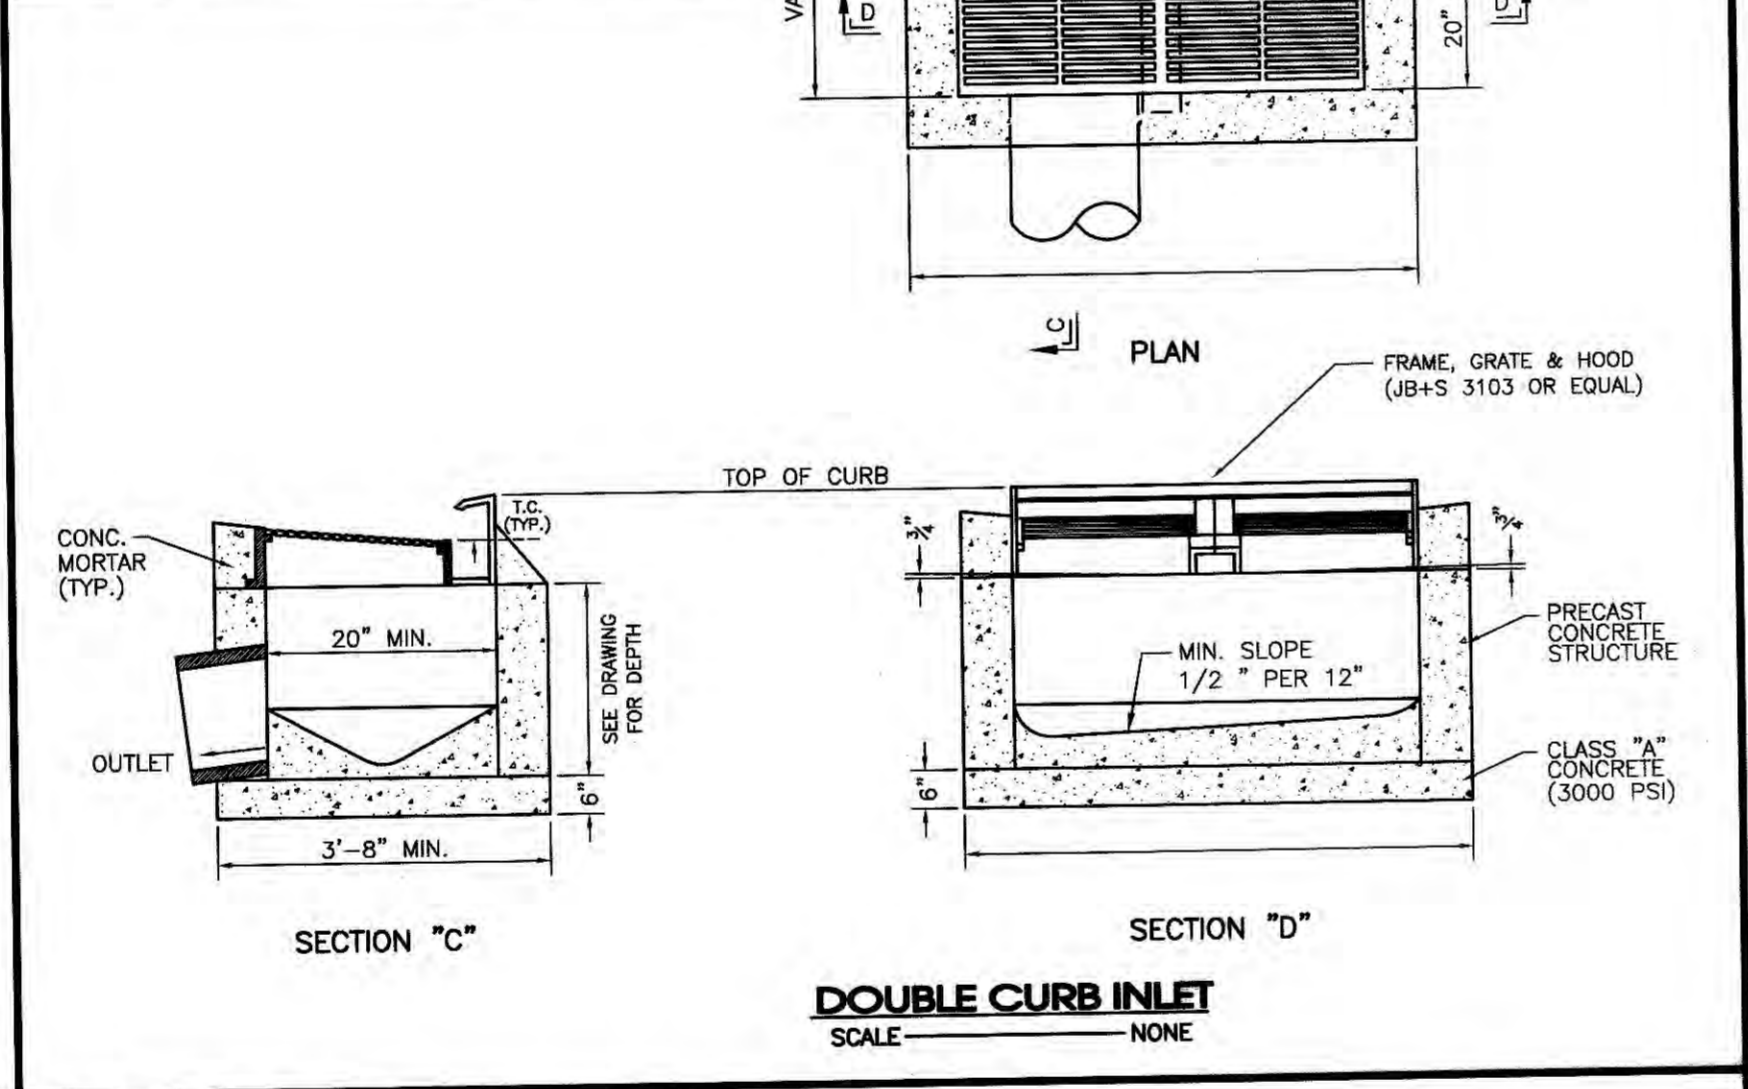 VA
D
D
20"
C
PLAN
FRAME, GRATE & HOOD
(JB+S 3103 OR EQUAL)
TOP OF CURB
T.C.
(TYP.)
CONC.
MORTAR
(TYP.)
20" MIN.
SEE DRAWING
FOR DEPTH
OUTLET
6"
3'-8" MIN.
SECTION "C"
3/4"
3/4"
MIN. SLOPE
1/2 " PER 12"
PRECAST
CONCRETE
STRUCTURE
CLASS "A"
CONCRETE
(3000 PSI)
6"
SECTION "D"
DOUBLE CURB INLET
SCALE NONE